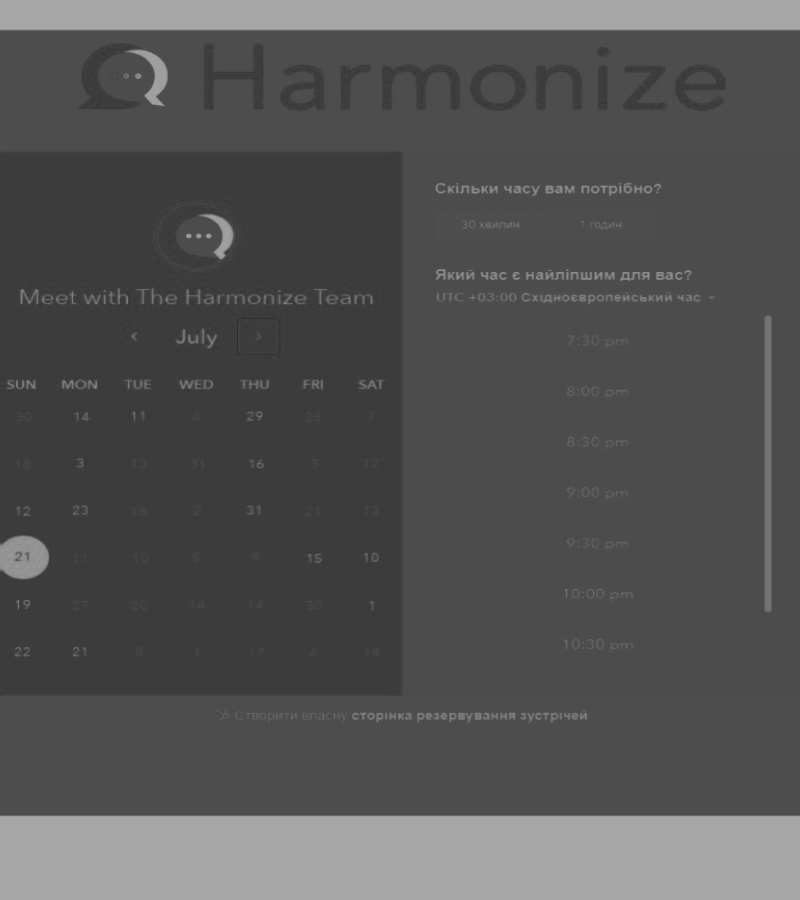 Harmonize
Meet with The Harmonize Team
July
SUN MON TUE WED THU FRI SAT
30 14 11 4 29 26 7
18 3 13 31 16 3 12
12 23 18 2 31 21 13
21 11 10 5 9 15 10
19 27 20 14 14 30 1
22 21 8 1 17 4 14
Скільки часу вам потрібно?
30 хвилин 1 годин
Який час є найліпшим для вас?
UTC +03:00 Східноєвропейський час
7:30 pm
8:00 pm
8:30 pm
9:00 pm
9:30 pm
10:00 pm
10:30 pm
Створити власну сторінка резервування зустрічей